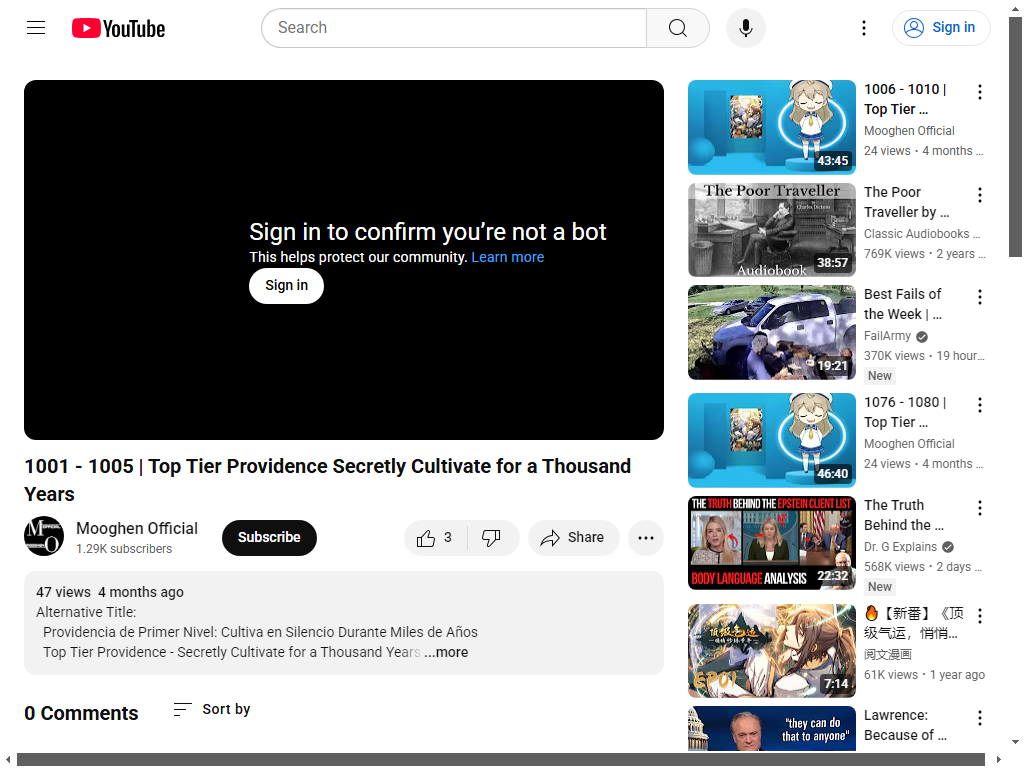 YouTube
Search
Sign in
Sign in to confirm you’re not a bot
This helps protect our community. Learn more
Sign in
1001 - 1005 | Top Tier Providence Secretly Cultivate for a Thousand
Years
Mooghen Official
1.29K subscribers
Subscribe
3
Share
47 views 4 months ago
Alternative Title:
Providencia de Primer Nivel: Cultiva en Silencio Durante Miles de Años
Top Tier Providence - Secretly Cultivate for a Thousand Years ...more
0 Comments
Sort by
43:45
1006 - 1010 |
Top Tier ...
Mooghen Official
24 views • 4 months ...
The Poor Traveller
by Charles Dickens
Audiobook
38:57
The Poor
Traveller by ...
Classic Audiobooks ...
769K views • 2 years ...
19:21
Best Fails of
the Week | ...
FailArmy
370K views • 19 hour...
New
46:40
1076 - 1080 |
Top Tier ...
Mooghen Official
24 views • 4 months ...
THE TRUTH BEHIND THE EPSTEIN CLIENT LIST
BODY LANGUAGE ANALYSIS
22:32
The Truth
Behind the ...
Dr. G Explains
568K views • 2 days ...
New
顶级气运
EP01
7:14
🔥【新番】《顶
级气运，悄悄...
阅文漫画
61K views • 1 year ago
"they can do
that to anyone"
Lawrence:
Because of ...